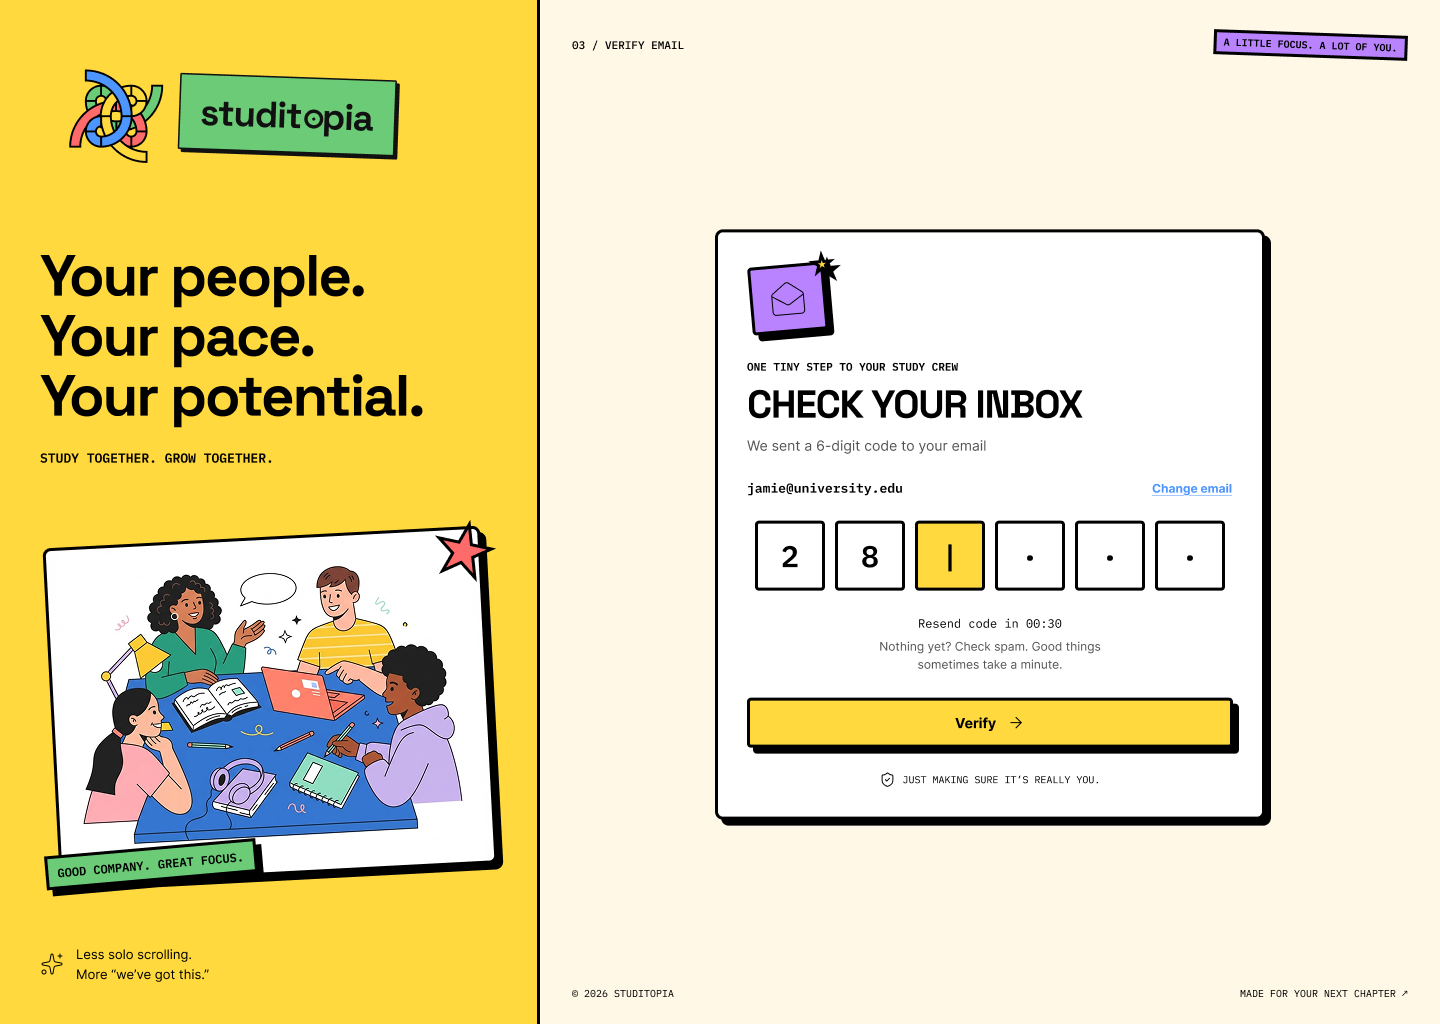 studitopia
Your people.
Your pace.
Your potential.
STUDY TOGETHER. GROW TOGETHER.
GOOD COMPANY. GREAT FOCUS.
Less solo scrolling.
More “we’ve got this.”
03 / VERIFY EMAIL
A LITTLE FOCUS. A LOT OF YOU.
ONE TINY STEP TO YOUR STUDY CREW
CHECK YOUR INBOX
We sent a 6-digit code to your email
jamie@university.edu
Change email
2 8 | • • •
Resend code in 00:30
Nothing yet? Check spam. Good things
sometimes take a minute.
Verify →
JUST MAKING SURE IT’S REALLY YOU.
© 2026 STUDITOPIA
MADE FOR YOUR NEXT CHAPTER ↗